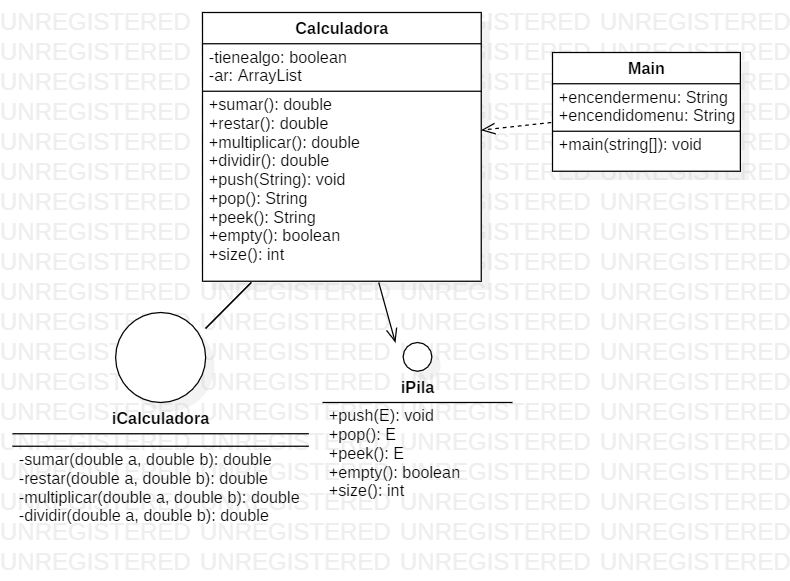 Calculadora
-tienealgo: boolean
-ar: ArrayList
+sumar(): double
+restar(): double
+multiplicar(): double
+dividir(): double
+push(String): void
+pop(): String
+peek(): String
+empty(): boolean
+size(): int
Main
+encendermenu: String
+encendidomenu: String
+main(string[]): void
iCalculadora
-sumar(double a, double b): double
-restar(double a, double b): double
-multiplicar(double a, double b): double
-dividir(double a, double b): double
iPila
+push(E): void
+pop(): E
+peek(): E
+empty(): boolean
+size(): int
UNREGISTERED